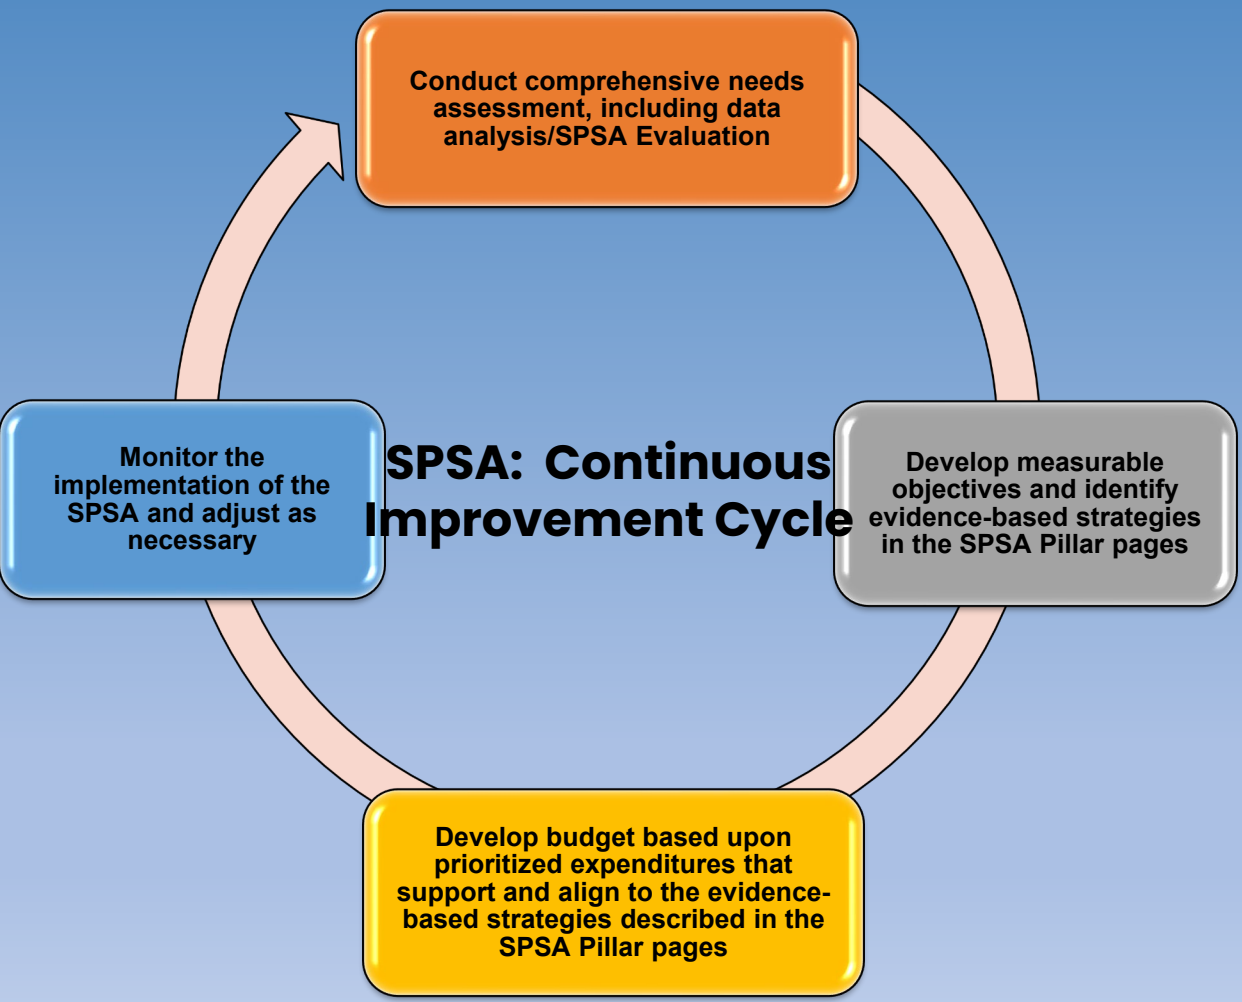 Conduct comprehensive needs
assessment, including data
analysis/SPSA Evaluation
SPSA:  Continuous
Improvement Cycle
Develop measurable
objectives and identify
evidence-based strategies
in the SPSA Pillar pages
Develop budget based upon
prioritized expenditures that
support and align to the evidence-
based strategies described in the
SPSA Pillar pages
Monitor the
implementation of the
SPSA and adjust as
necessary